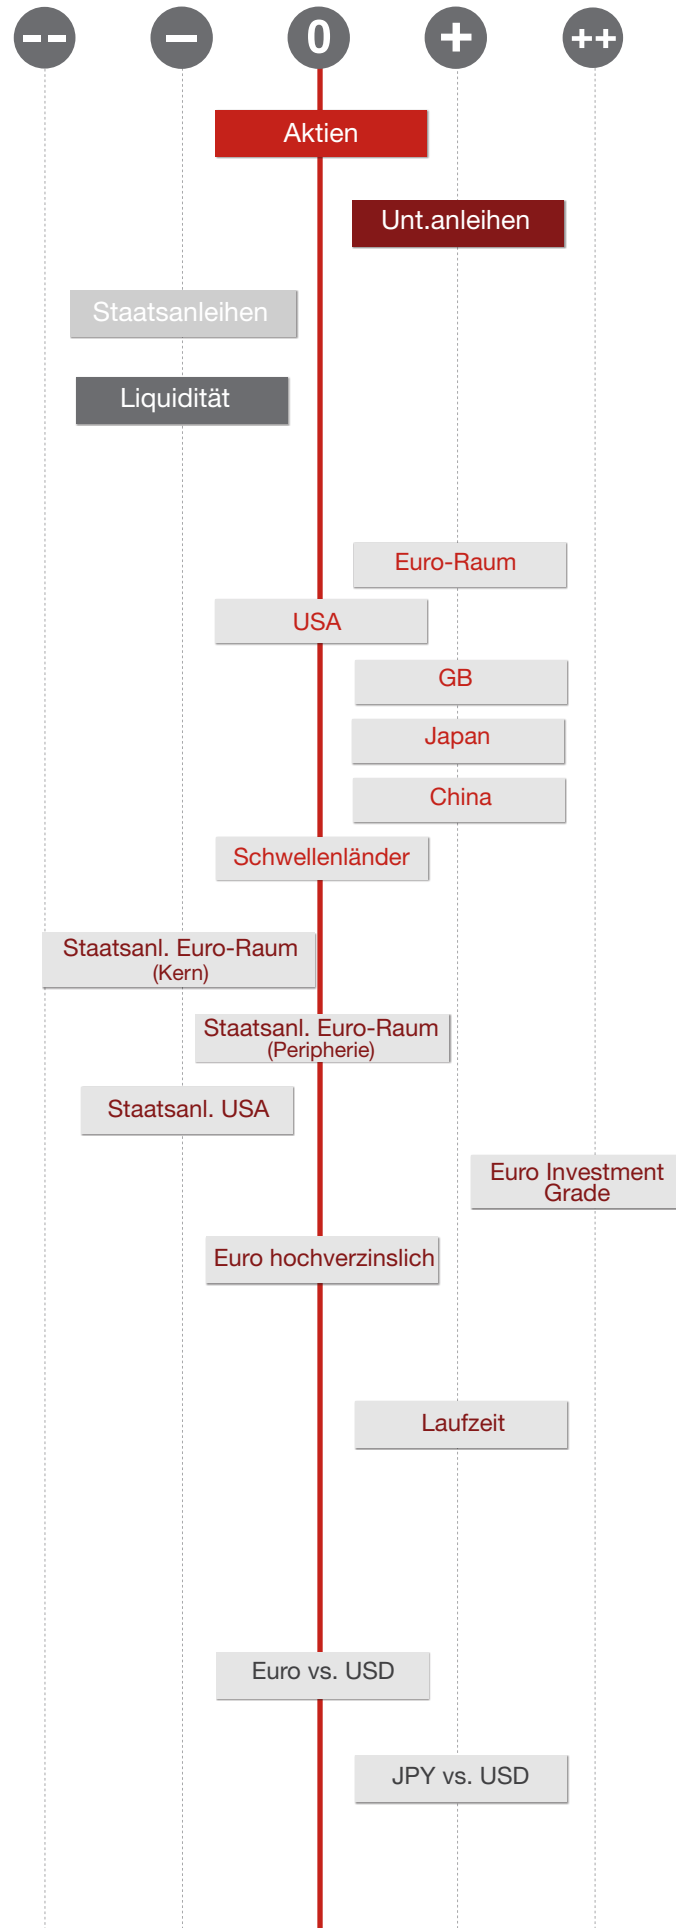 -- − 0 + ++
Aktien
Unt.anleihen
Staatsanleihen
Liquidität
Euro-Raum
USA
GB
Japan
China
Schwellenländer
Staatsanl. Euro-Raum
(Kern)
Staatsanl. Euro-Raum
(Peripherie)
Staatsanl. USA
Euro Investment
Grade
Euro hochverzinslich
Laufzeit
Euro vs. USD
JPY vs. USD